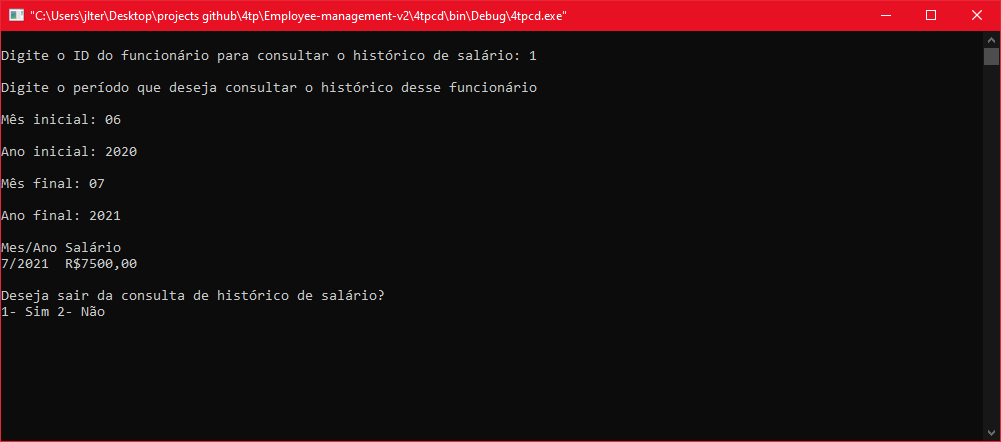 "C:\Users\jlter\Desktop\projects github\4tp\Employee-management-v2\4tpcd\bin\Debug\4tpcd.exe"
Digite o ID do funcionário para consultar o histórico de salário: 1
Digite o período que deseja consultar o histórico desse funcionário
Mês inicial: 06
Ano inicial: 2020
Mês final: 07
Ano final: 2021
Mes/Ano Salário
7/2021  R$7500,00
Deseja sair da consulta de histórico de salário?
1- Sim 2- Não